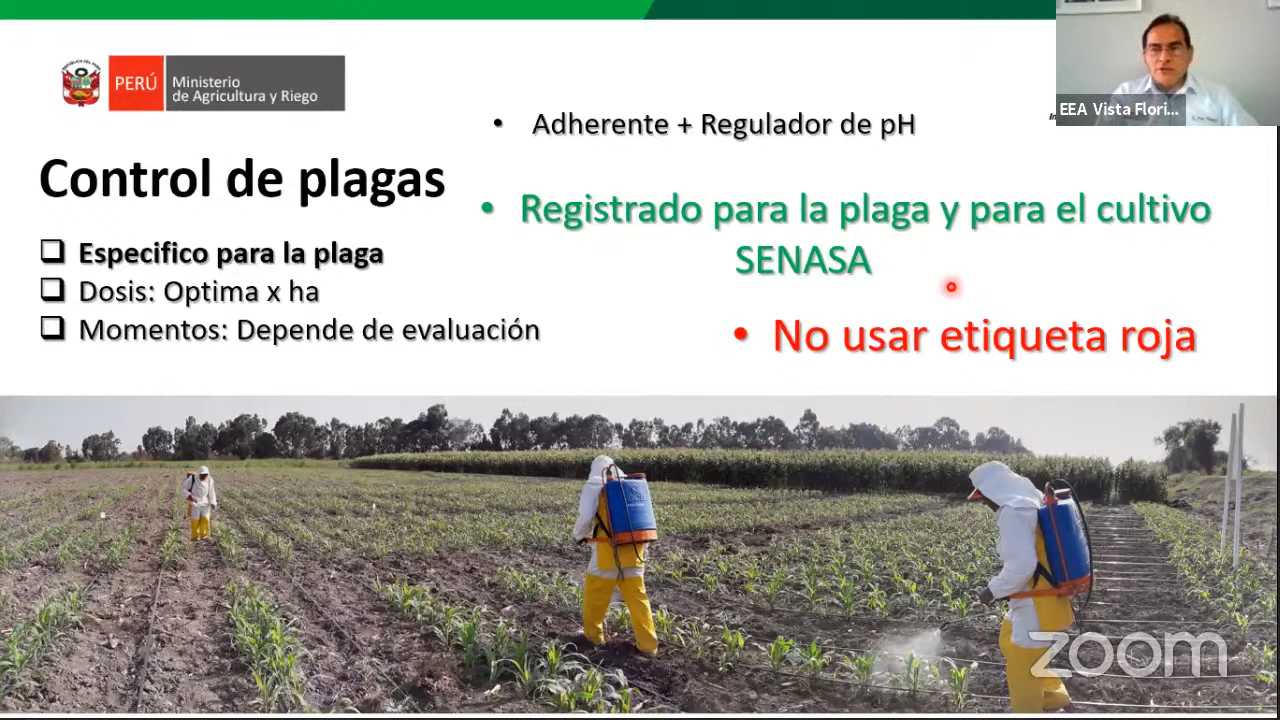 PERÚ
Ministerio
de Agricultura y Riego
EEA Vista Flori...
• Adherente + Regulador de pH
Control de plagas
• Registrado para la plaga y para el cultivo
SENASA
❑ Especifico para la plaga
❑ Dosis: Optima x ha
❑ Momentos: Depende de evaluación
• No usar etiqueta roja
zoom